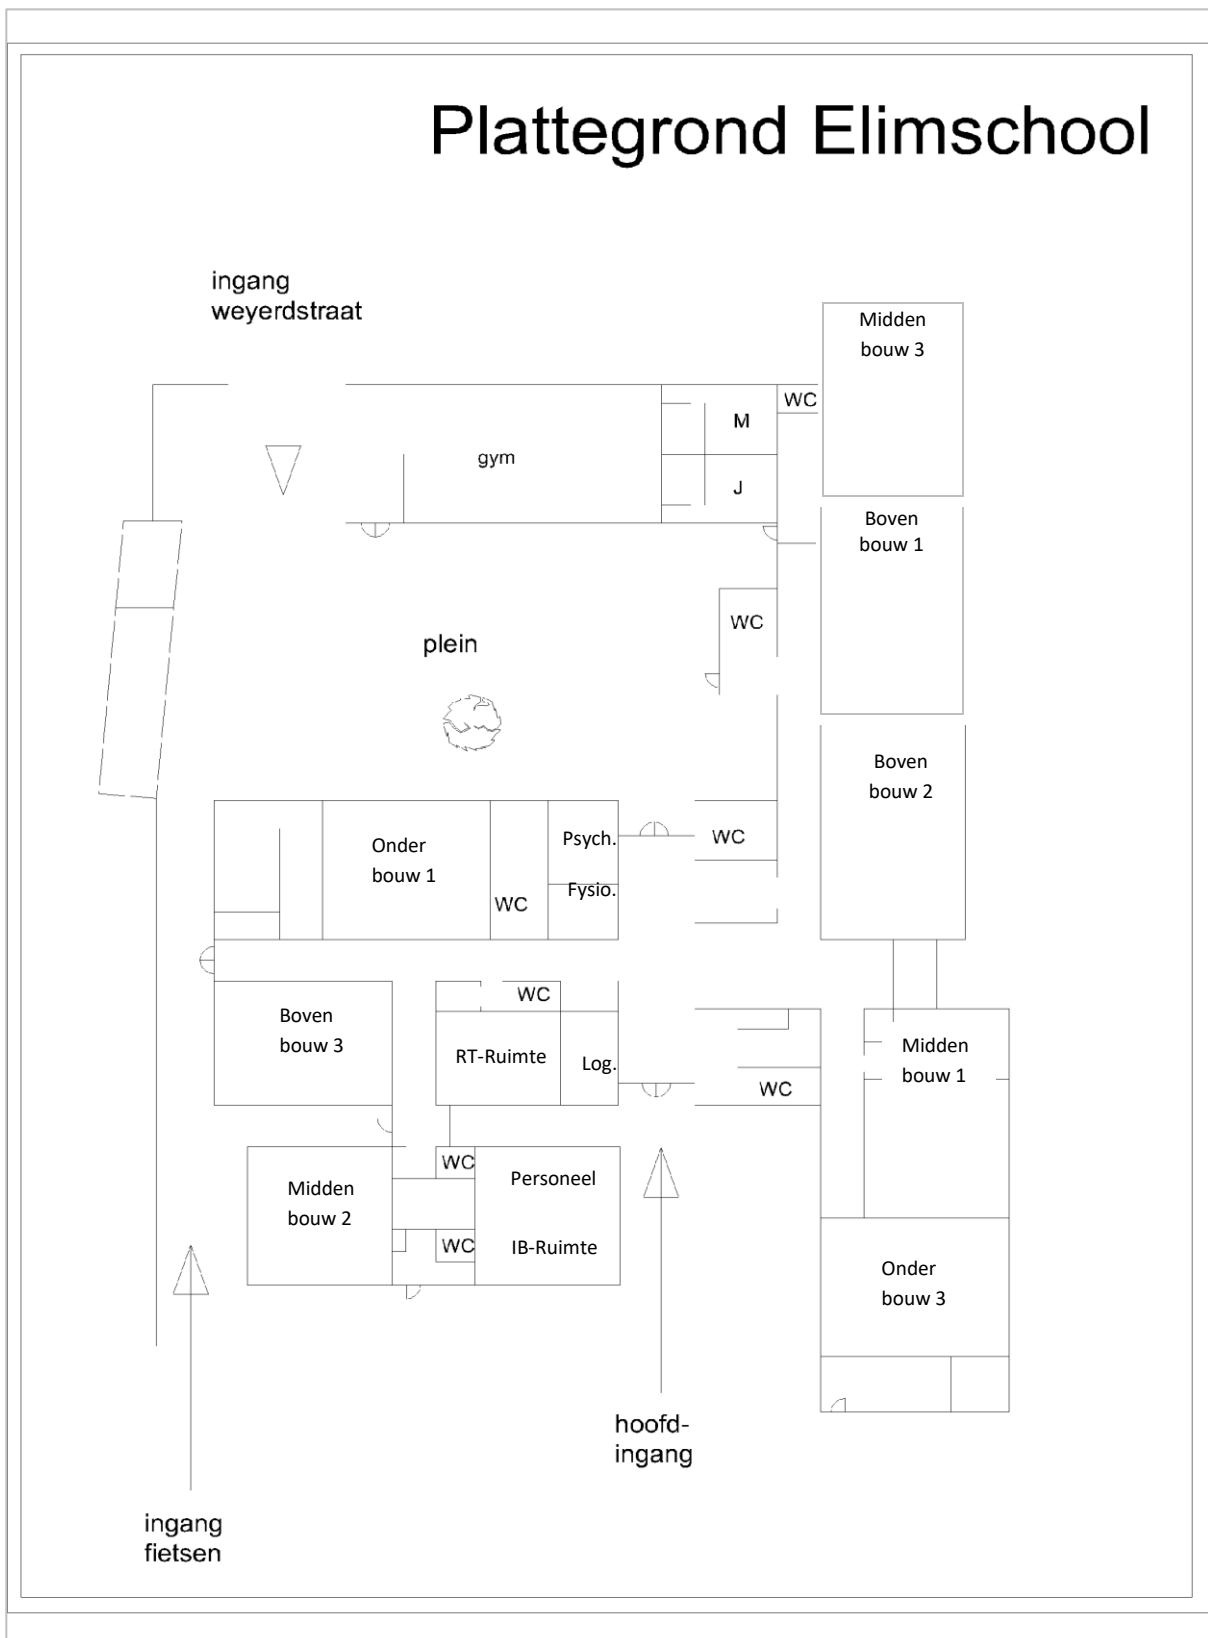 Plattegrond Elimschool
ingang
weyerdstraat
Midden
bouw 3
WC
M
gym
J
Boven
bouw 1
WC
plein
Boven
bouw 2
Onder
bouw 1
Psych.
WC
Fysio.
WC
WC
Boven
bouw 3
RT-Ruimte
Log.
Midden
bouw 1
WC
WC
Personeel
Midden
bouw 2
WC
IB-Ruimte
Onder
bouw 3
hoofd-
ingang
ingang
fietsen